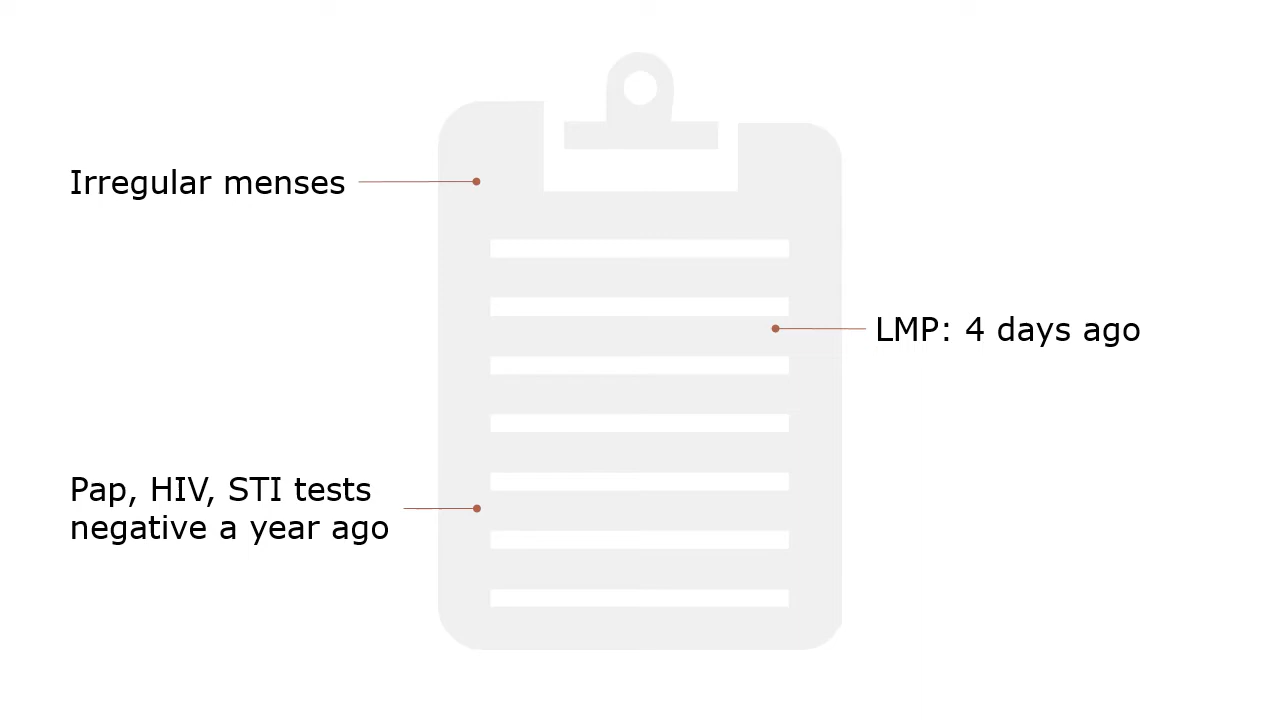 Irregular menses
LMP: 4 days ago
Pap, HIV, STI tests
negative a year ago